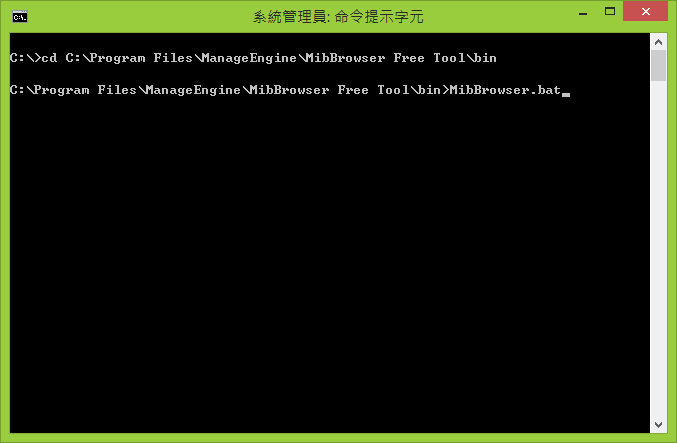 系統管理員: 命令提示字元
C:\>cd C:\Program Files\ManageEngine\MibBrowser Free Tool\bin
C:\Program Files\ManageEngine\MibBrowser Free Tool\bin>MibBrowser.bat_